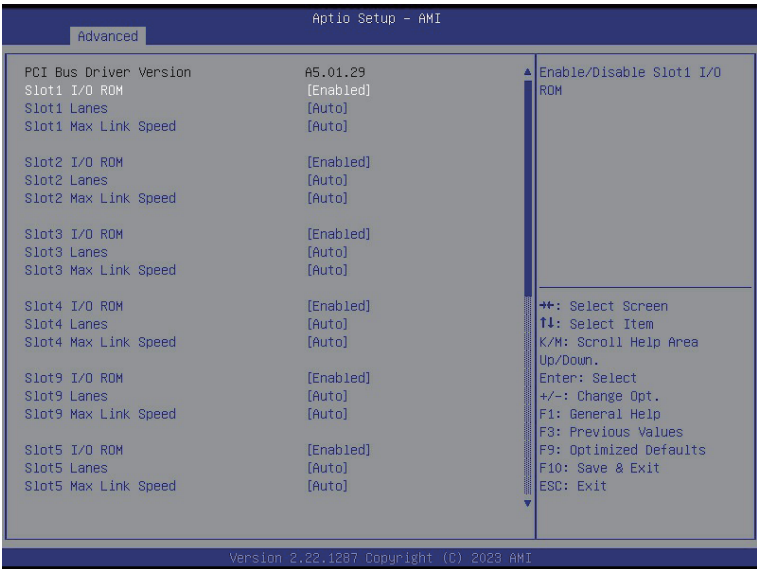 Aptio Setup – AMI
Advanced
PCI Bus Driver Version A5.01.29
Slot1 I/O ROM [Enabled]
Slot1 Lanes [Auto]
Slot1 Max Link Speed [Auto]
Slot2 I/O ROM [Enabled]
Slot2 Lanes [Auto]
Slot2 Max Link Speed [Auto]
Slot3 I/O ROM [Enabled]
Slot3 Lanes [Auto]
Slot3 Max Link Speed [Auto]
Slot4 I/O ROM [Enabled]
Slot4 Lanes [Auto]
Slot4 Max Link Speed [Auto]
Slot9 I/O ROM [Enabled]
Slot9 Lanes [Auto]
Slot9 Max Link Speed [Auto]
Slot5 I/O ROM [Enabled]
Slot5 Lanes [Auto]
Slot5 Max Link Speed [Auto]
Enable/Disable Slot1 I/O
ROM
→←: Select Screen
↑↓: Select Item
K/M: Scroll Help Area
Up/Down.
Enter: Select
+/-: Change Opt.
F1: General Help
F3: Previous Values
F9: Optimized Defaults
F10: Save & Exit
ESC: Exit
Version 2.22.1287 Copyright (C) 2023 AMI